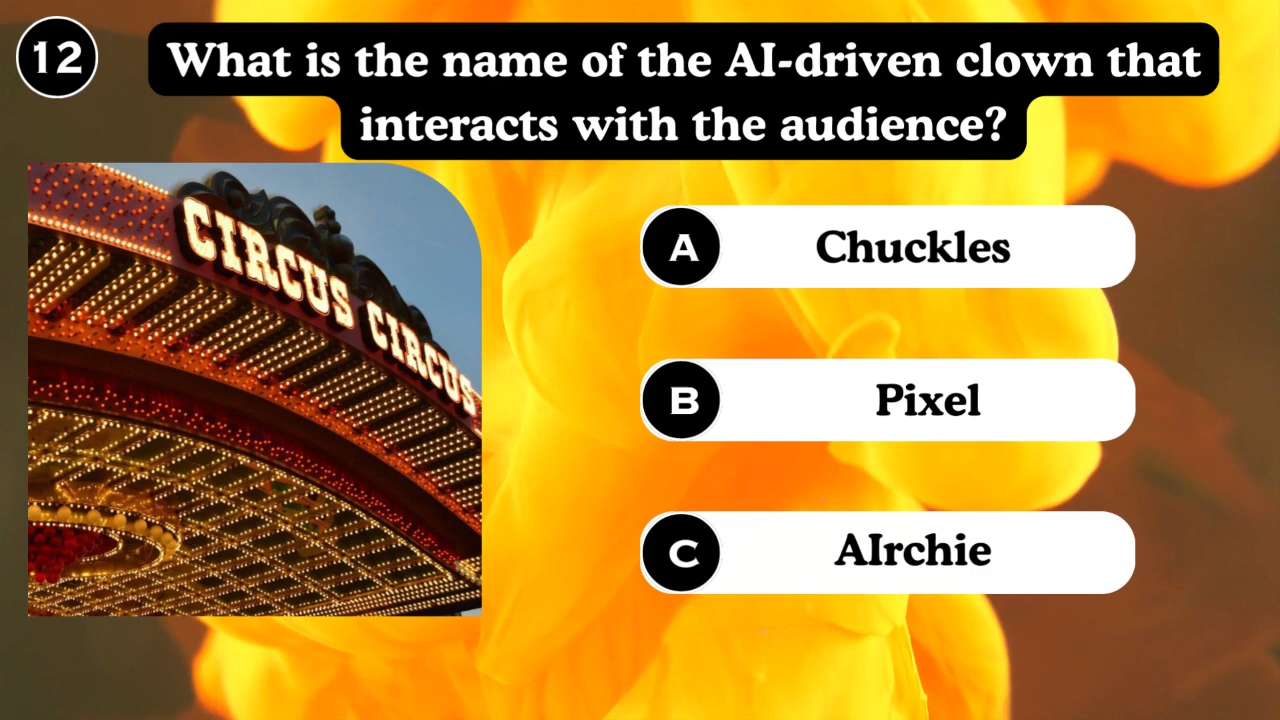 12
What is the name of the AI-driven clown that
interacts with the audience?
CIRCUS CIRCUS
A
Chuckles
B
Pixel
C
AIrchie